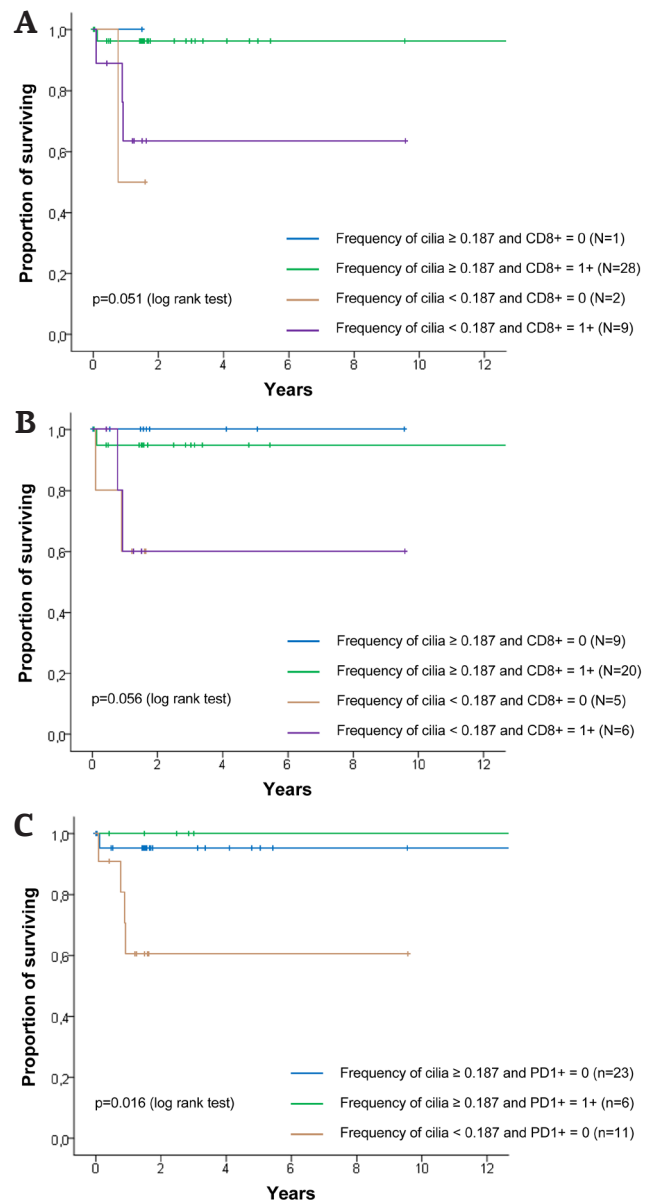 A
Proportion of surviving
1,0
0,8
0,6
0,4
0,2
0,0
Frequency of cilia ≥ 0.187 and CD8+ = 0 (N=1)
Frequency of cilia ≥ 0.187 and CD8+ = 1+ (N=28)
Frequency of cilia < 0.187 and CD8+ = 0 (N=2)
Frequency of cilia < 0.187 and CD8+ = 1+ (N=9)
p=0.051 (log rank test)
0 2 4 6 8 10 12
Years
B
Proportion of surviving
1,0
0,8
0,6
0,4
0,2
0,0
Frequency of cilia ≥ 0.187 and CD8+ = 0 (N=9)
Frequency of cilia ≥ 0.187 and CD8+ = 1+ (N=20)
Frequency of cilia < 0.187 and CD8+ = 0 (N=5)
Frequency of cilia < 0.187 and CD8+ = 1+ (N=6)
p=0.056 (log rank test)
0 2 4 6 8 10 12
Years
C
Proportion of surviving
1,0
0,8
0,6
0,4
0,2
0,0
Frequency of cilia ≥ 0.187 and PD1+ = 0 (n=23)
Frequency of cilia ≥ 0.187 and PD1+ = 1+ (n=6)
Frequency of cilia < 0.187 and PD1+ = 0 (n=11)
p=0.016 (log rank test)
0 2 4 6 8 10 12
Years